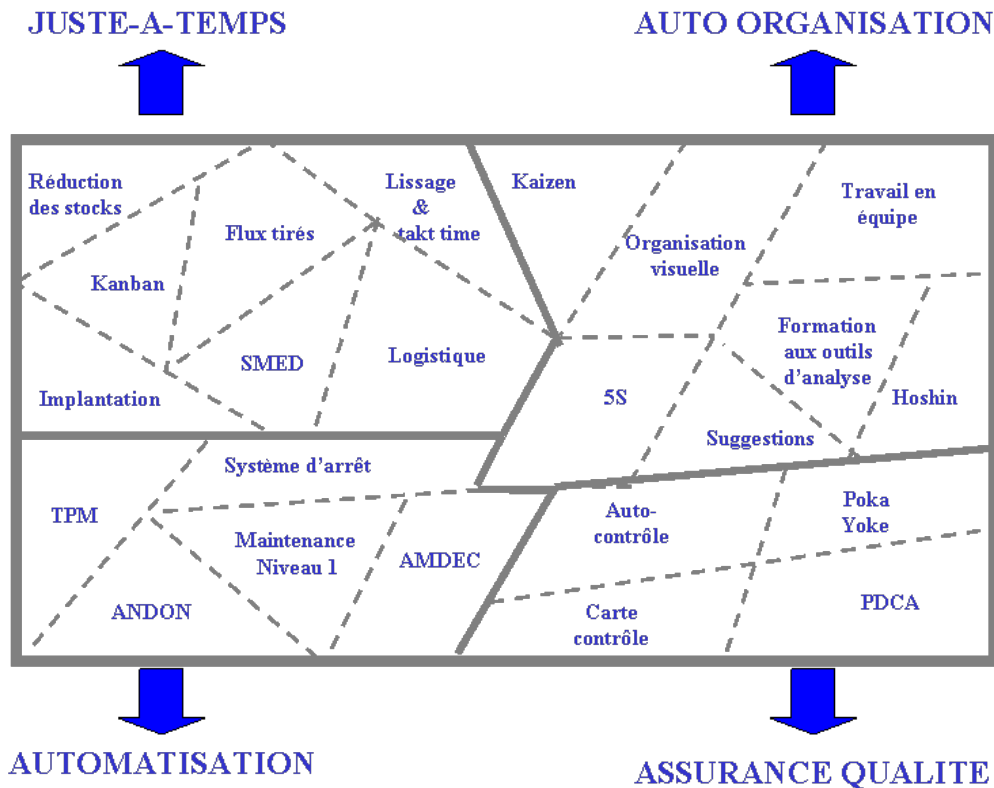 JUSTE-A-TEMPS
AUTO ORGANISATION
Réduction
des stocks
Kanban
Implantation
Flux tirés
SMED
Lissage
&
takt time
Logistique
Kaizen
Organisation
visuelle
Travail en
équipe
5S
Formation
aux outils
d'analyse
Suggestions
Hoshin
TPM
Système d'arrêt
ANDON
Maintenance
Niveau 1
AMDEC
Auto-
contrôle
Poka
Yoke
Carte
contrôle
PDCA
AUTOMATISATION
ASSURANCE QUALITE